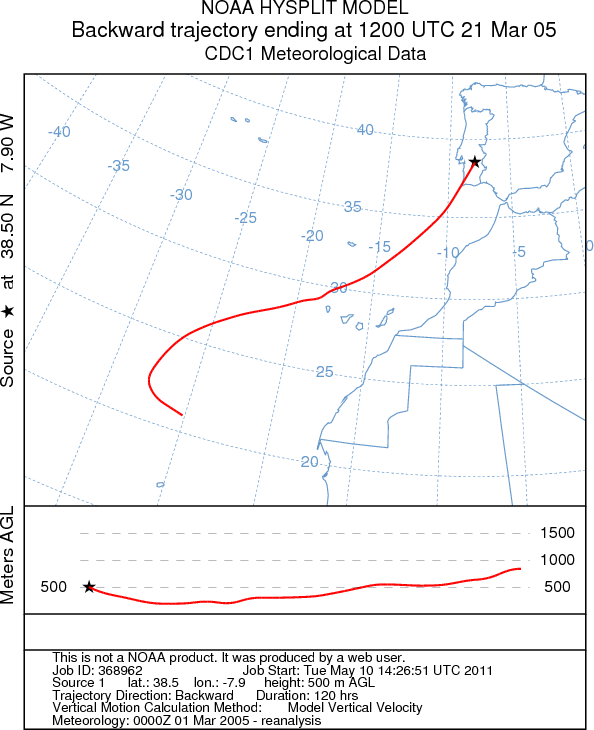 NOAA HYSPLIT MODEL
Backward trajectory ending at 1200 UTC 21 Mar 05
CDC1 Meteorological Data
Source ★ at 38.50 N 7.90 W
-40
-35
-30
-25
-20
-15
-10
-5
0
40
35
30
25
20
Meters AGL
1500
1000
500
500
This is not a NOAA product. It was produced by a web user.
Job ID: 368962 Job Start: Tue May 10 14:26:51 UTC 2011
Source 1 lat.: 38.5 lon.: -7.9 height: 500 m AGL
Trajectory Direction: Backward Duration: 120 hrs
Vertical Motion Calculation Method: Model Vertical Velocity
Meteorology: 0000Z 01 Mar 2005 - reanalysis